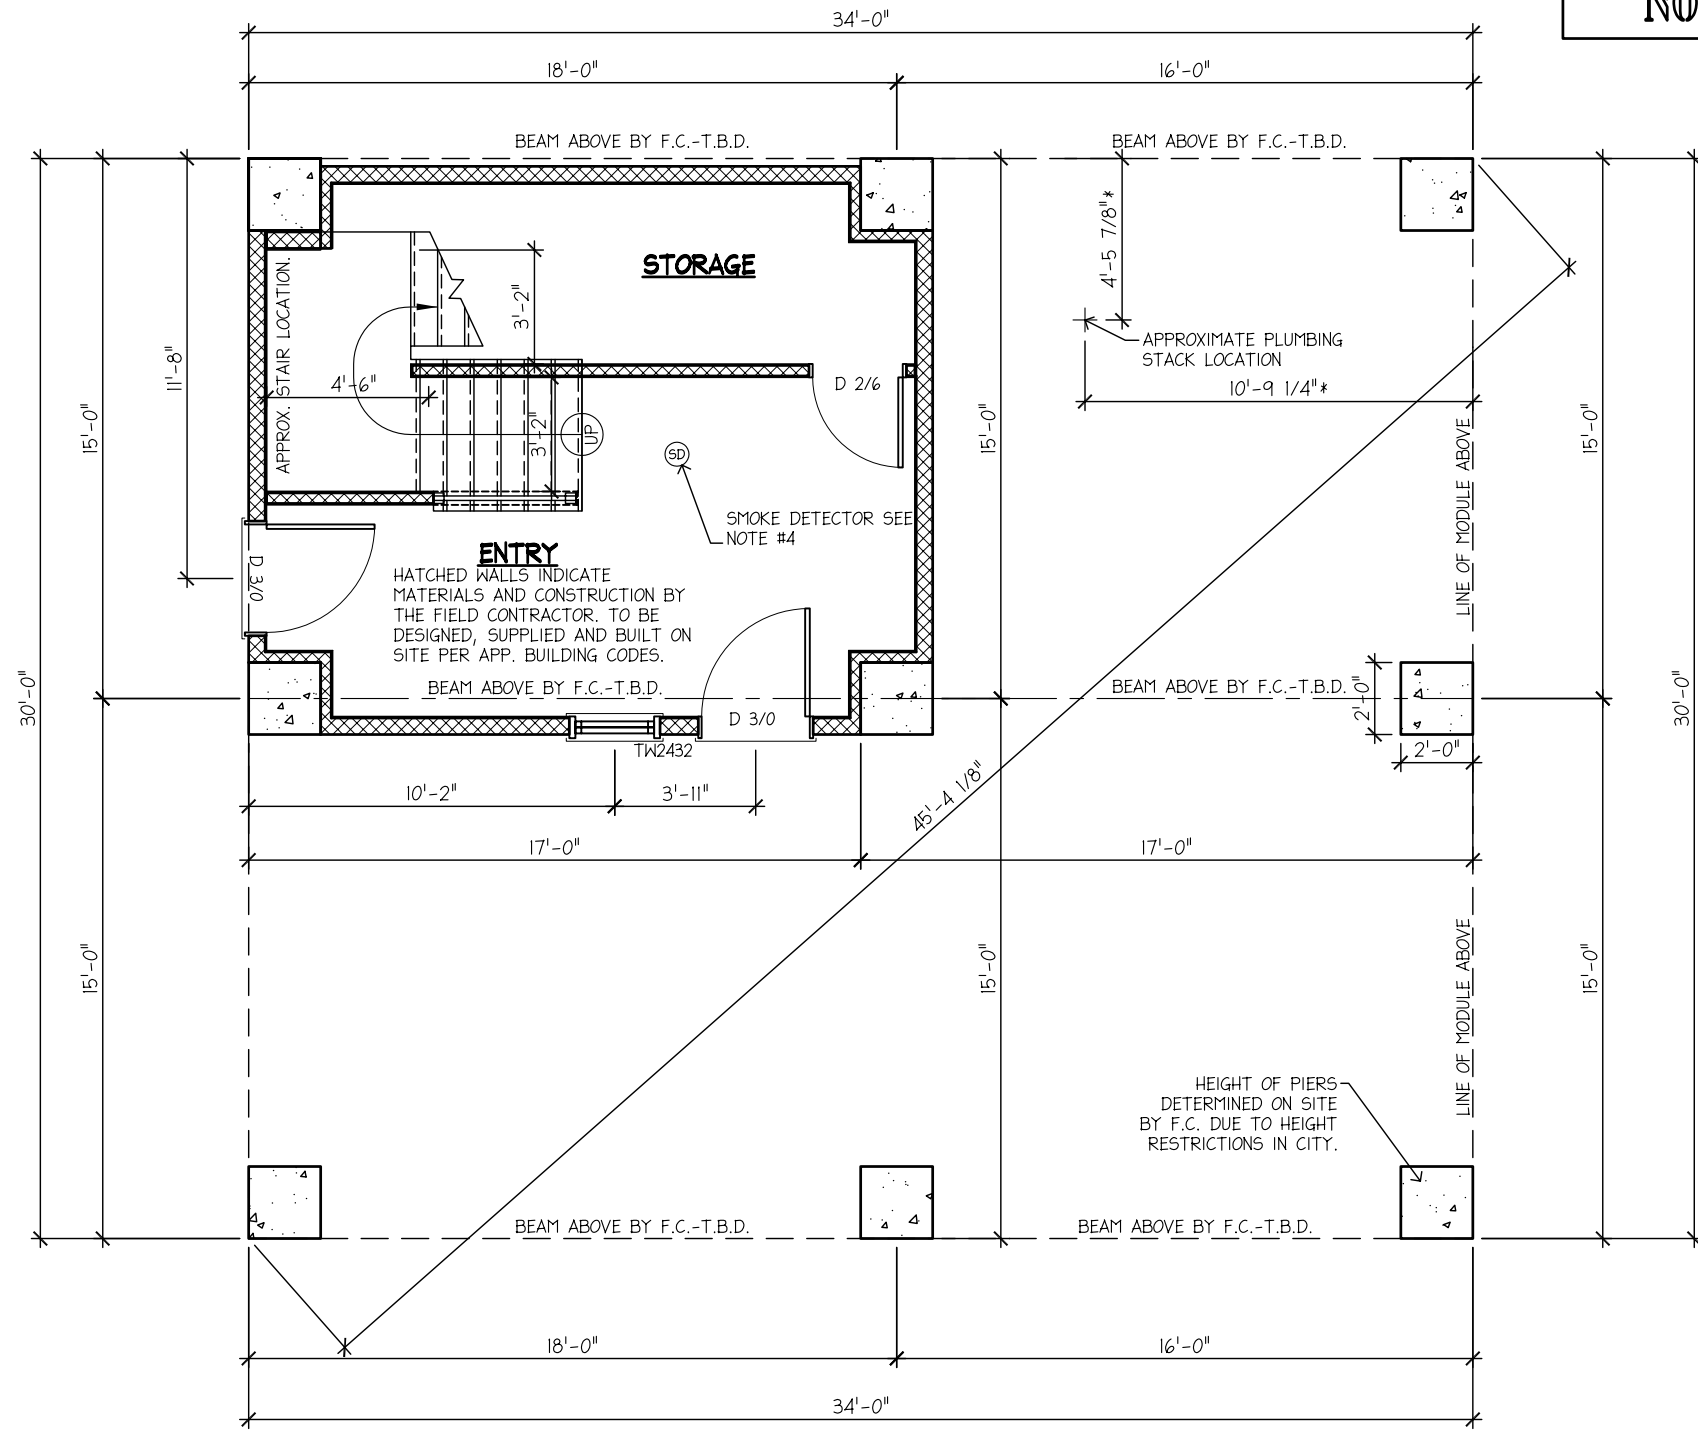 34'-0"
18'-0"
16'-0"
BEAM ABOVE BY F.C.-T.B.D.
BEAM ABOVE BY F.C.-T.B.D.
STORAGE
4'-5 7/8"*
APPROXIMATE PLUMBING
STACK LOCATION
10'-9 1/4"*
APPROX. STAIR LOCATION.
3'-2"
4'-6"
3'-2"
UP
D 2/6
SD
SMOKE DETECTOR SEE
NOTE #4
11'-8"
15'-0"
15'-0"
15'-0"
30'-0"
30'-0"
LINE OF MODULE ABOVE
D 3/0
ENTRY
HATCHED WALLS INDICATE
MATERIALS AND CONSTRUCTION BY
THE FIELD CONTRACTOR. TO BE
DESIGNED, SUPPLIED AND BUILT ON
SITE PER APP. BUILDING CODES.
BEAM ABOVE BY F.C.-T.B.D.
BEAM ABOVE BY F.C.-T.B.D.
2'-0"
2'-0"
D 3/0
TW2432
10'-2"
3'-11"
45'-4 1/8"
17'-0"
17'-0"
15'-0"
15'-0"
15'-0"
LINE OF MODULE ABOVE
HEIGHT OF PIERS
DETERMINED ON SITE
BY F.C. DUE TO HEIGHT
RESTRICTIONS IN CITY.
BEAM ABOVE BY F.C.-T.B.D.
BEAM ABOVE BY F.C.-T.B.D.
18'-0"
16'-0"
34'-0"